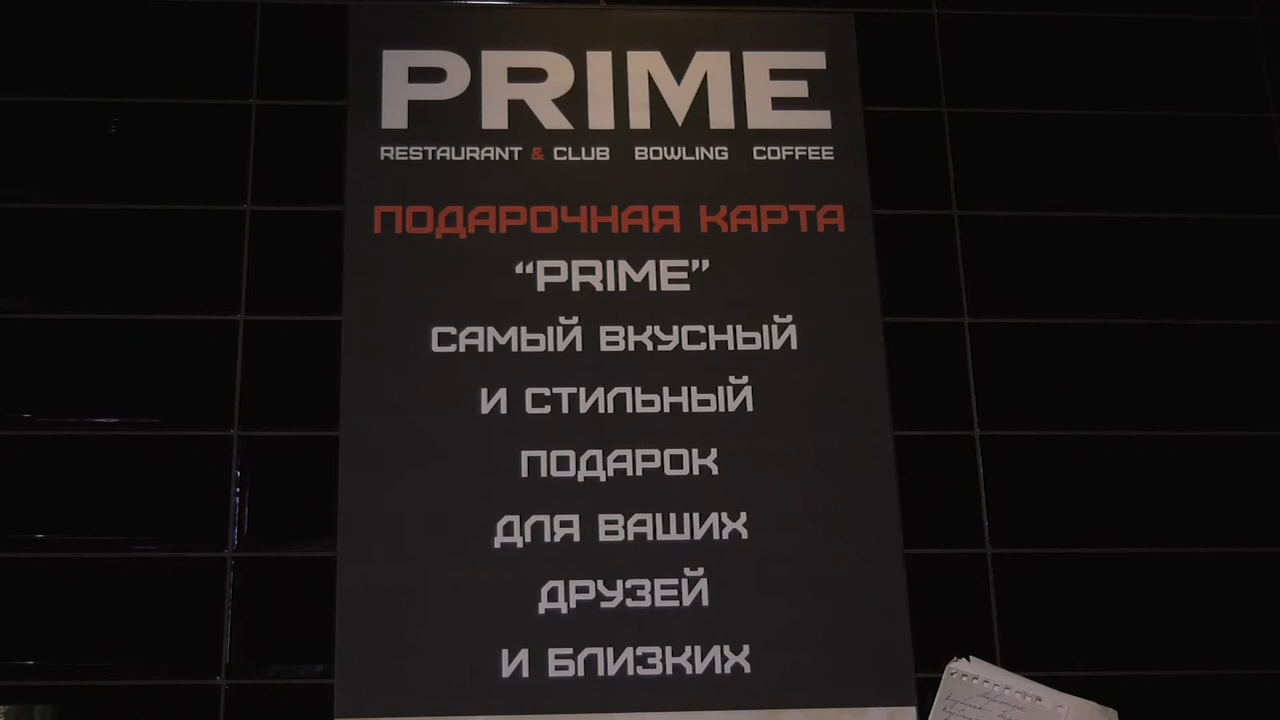 PRIME
RESTAURANT & CLUB BOWLING COFFEE
ПОДАРОЧНАЯ КАРТА
“PRIME”
САМЫЙ ВКУСНЫЙ
И СТИЛЬНЫЙ
ПОДАРОК
ДЛЯ ВАШИХ
ДРУЗЕЙ
И БЛИЗКИХ